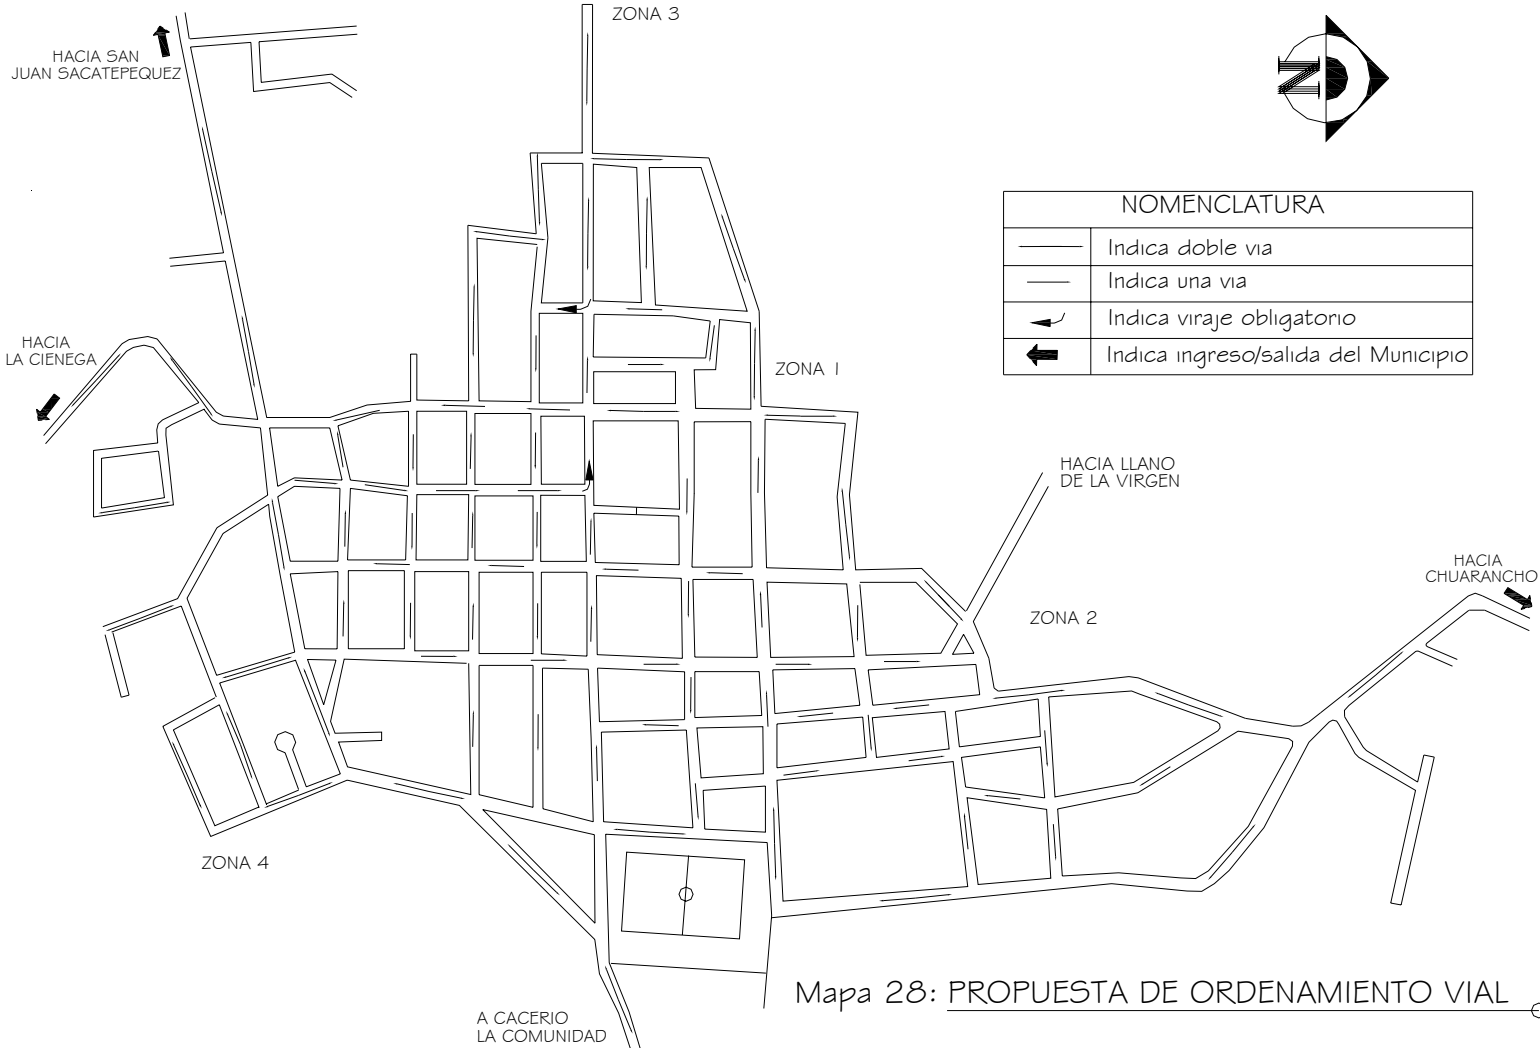 ZONA 3
HACIA SAN
JUAN SACATEPEQUEZ
N
NOMENCLATURA
Indica doble via
Indica una via
Indica viraje obligatorio
Indica ingreso/salida del Municipio
HACIA
LA CIENEGA
ZONA 1
HACIA LLANO
DE LA VIRGEN
HACIA
CHUARANCHO
ZONA 2
ZONA 4
Mapa 28: PROPUESTA DE ORDENAMIENTO VIAL
A CACERIO
LA COMUNIDAD